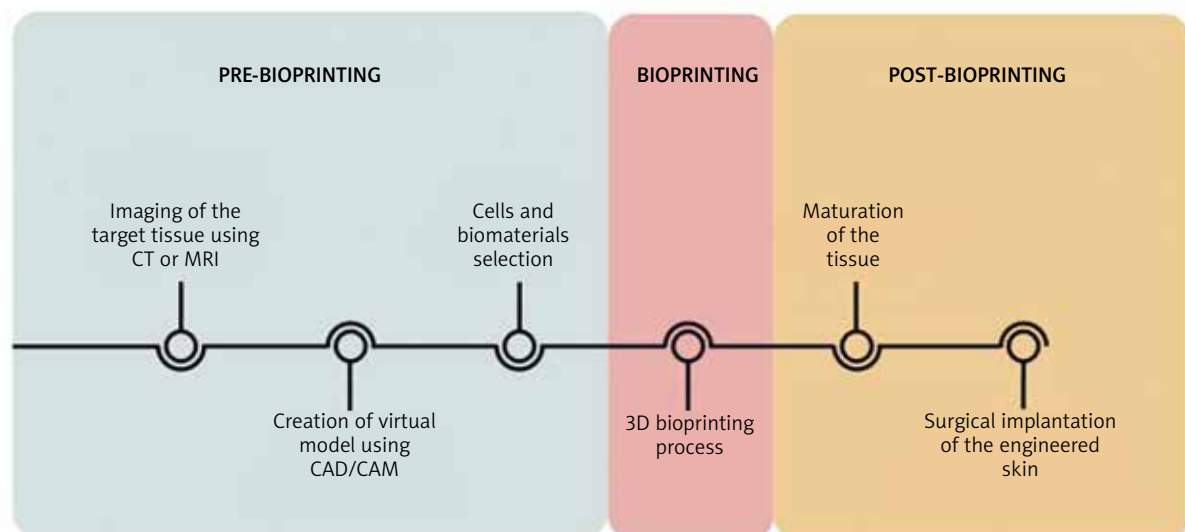 PRE-BIOPRINTING
BIOPRINTING
POST-BIOPRINTING
Imaging of the
target tissue using
CT or MRI
Creation of virtual
model using
CAD/CAM
Cells and
biomaterials
selection
3D bioprinting
process
Maturation
of the
tissue
Surgical implantation
of the engineered
skin